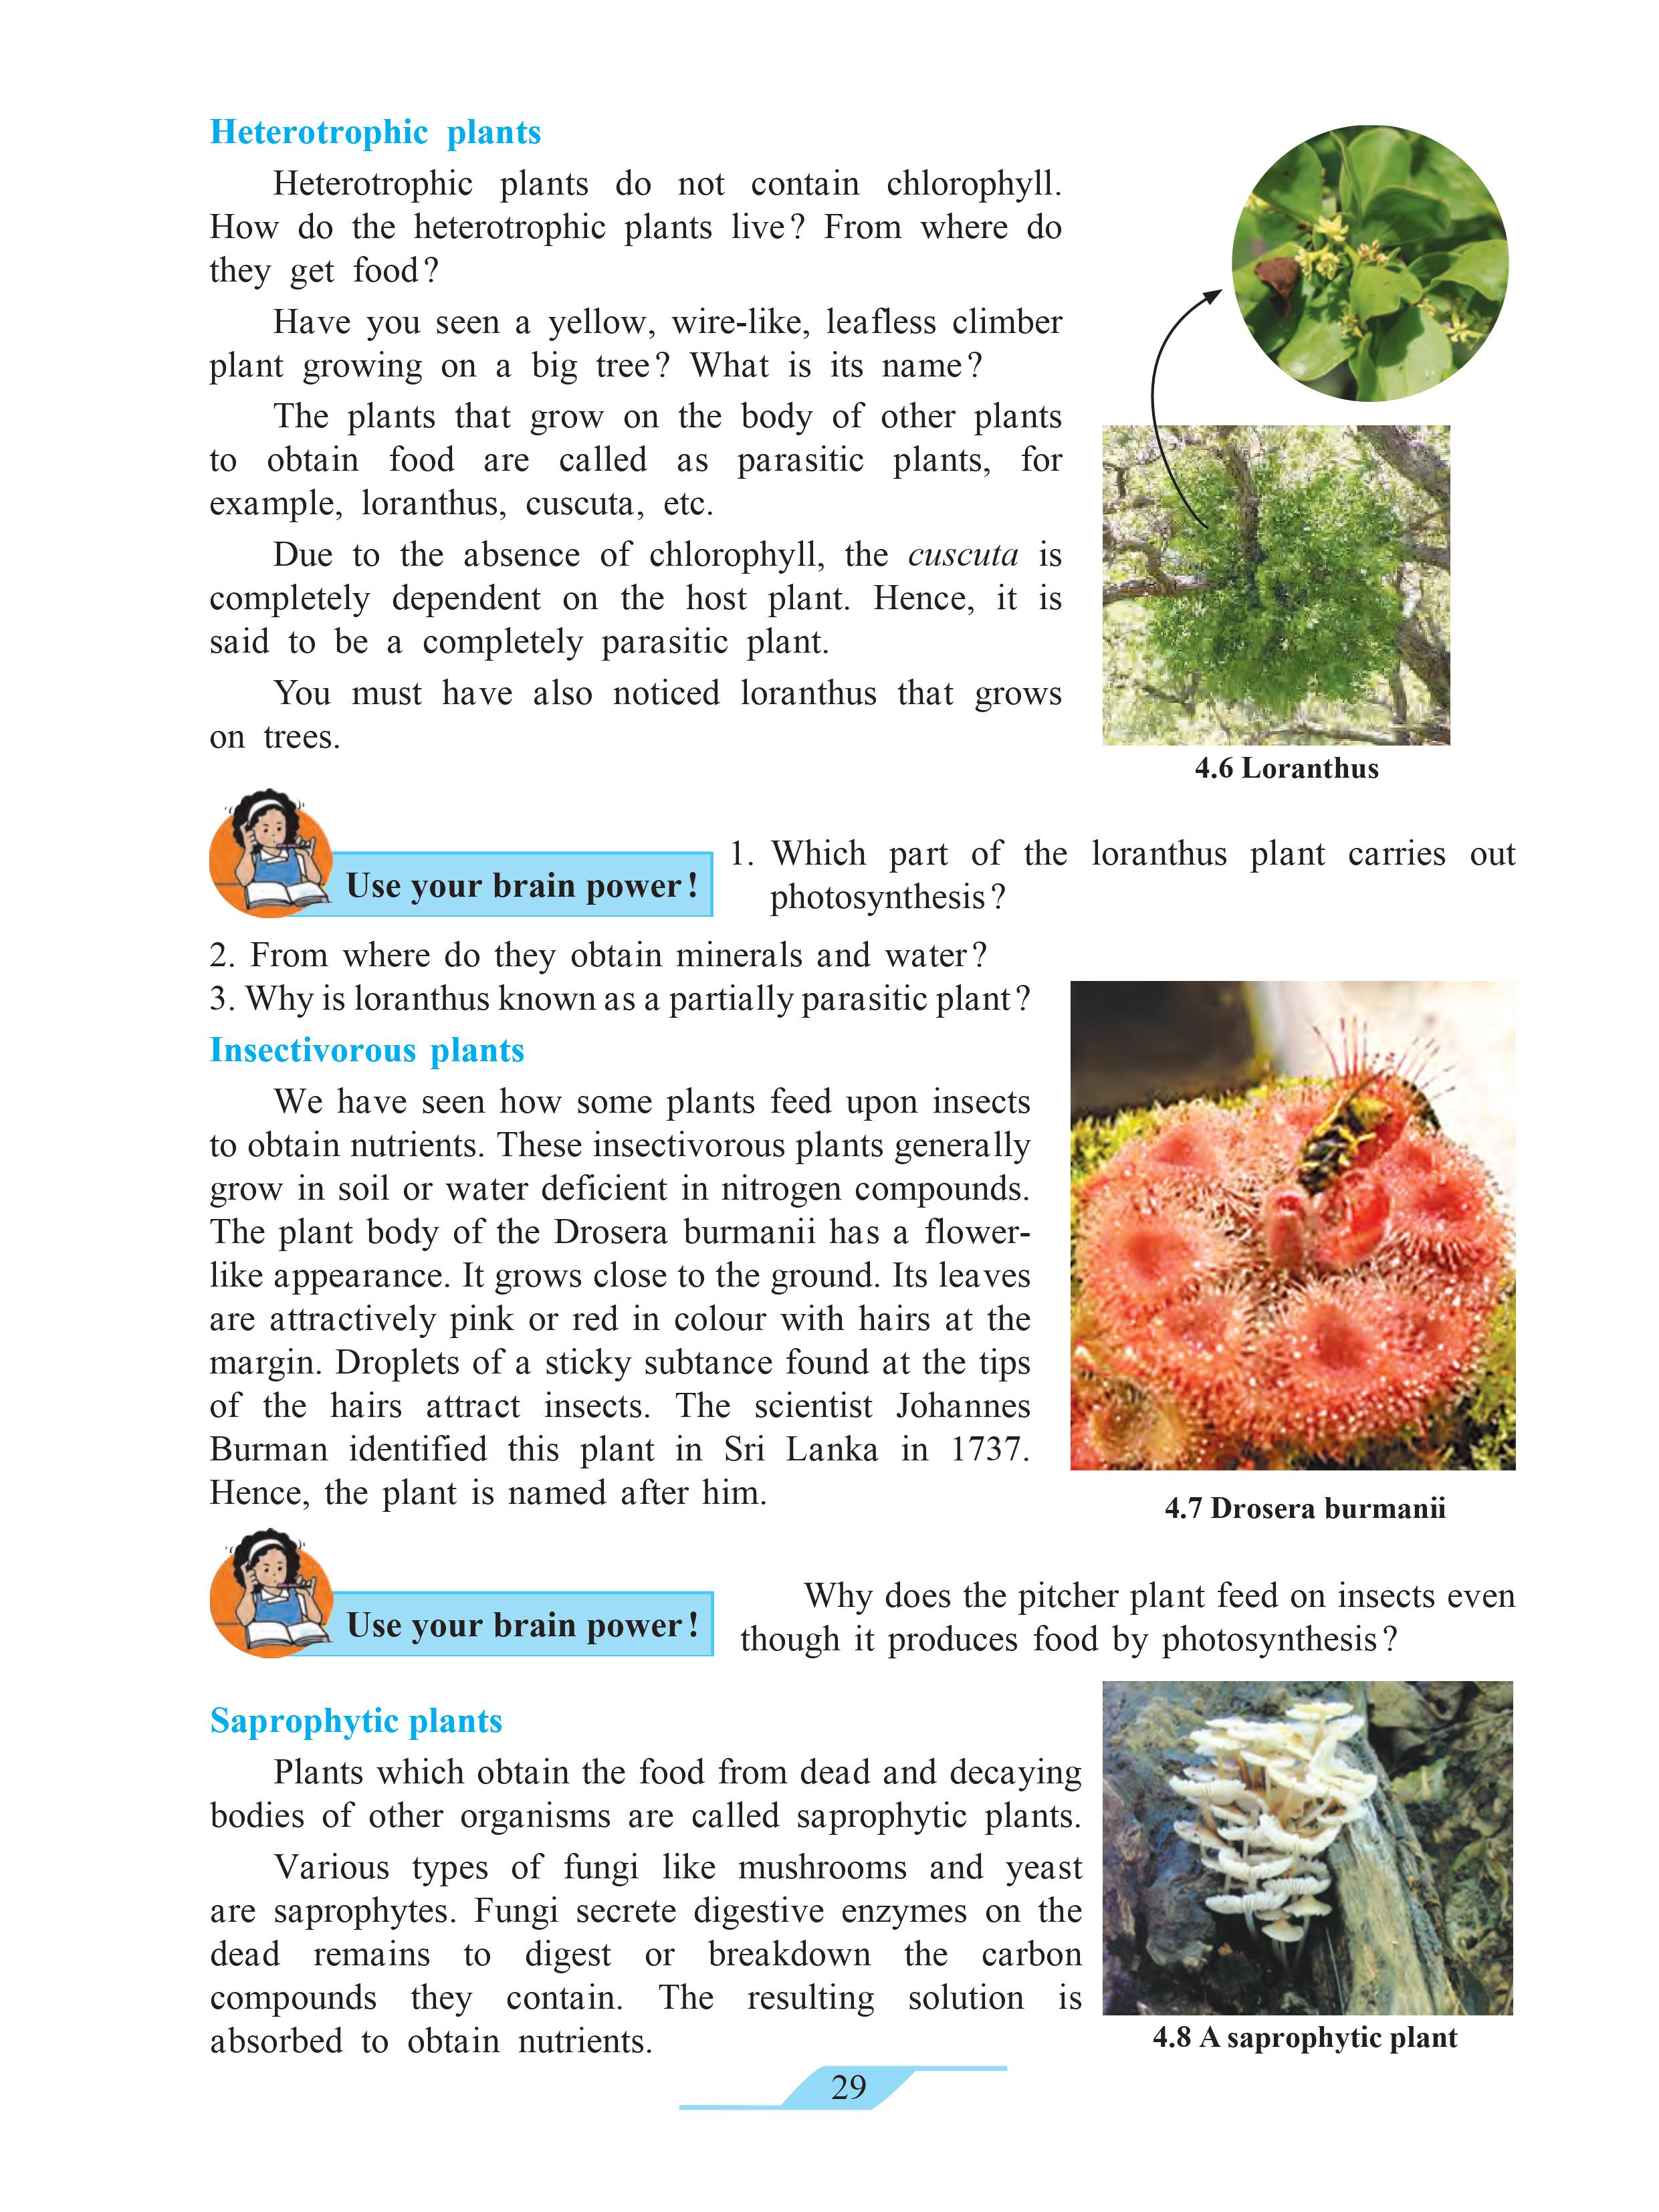 Heterotrophic plants
Heterotrophic plants do not contain chlorophyll.
How do the heterotrophic plants live? From where do
they get food?
Have you seen a yellow, wire-like, leafless climber
plant growing on a big tree? What is its name?
The plants that grow on the body of other plants
to obtain food are called as parasitic plants, for
example, loranthus, cuscuta, etc.
Due to the absence of chlorophyll, the cuscuta is
completely dependent on the host plant. Hence, it is
said to be a completely parasitic plant.
You must have also noticed loranthus that grows
on trees.
4.6 Loranthus
Use your brain power!
1. Which part of the loranthus plant carries out
photosynthesis?
2. From where do they obtain minerals and water?
3. Why is loranthus known as a partially parasitic plant?
Insectivorous plants
We have seen how some plants feed upon insects
to obtain nutrients. These insectivorous plants generally
grow in soil or water deficient in nitrogen compounds.
The plant body of the Drosera burmanii has a flower-
like appearance. It grows close to the ground. Its leaves
are attractively pink or red in colour with hairs at the
margin. Droplets of a sticky subtance found at the tips
of the hairs attract insects. The scientist Johannes
Burman identified this plant in Sri Lanka in 1737.
Hence, the plant is named after him.
4.7 Drosera burmanii
Use your brain power!
Why does the pitcher plant feed on insects even
though it produces food by photosynthesis?
Saprophytic plants
Plants which obtain the food from dead and decaying
bodies of other organisms are called saprophytic plants.
Various types of fungi like mushrooms and yeast
are saprophytes. Fungi secrete digestive enzymes on the
dead remains to digest or breakdown the carbon
compounds they contain. The resulting solution is
absorbed to obtain nutrients.
4.8 A saprophytic plant
29